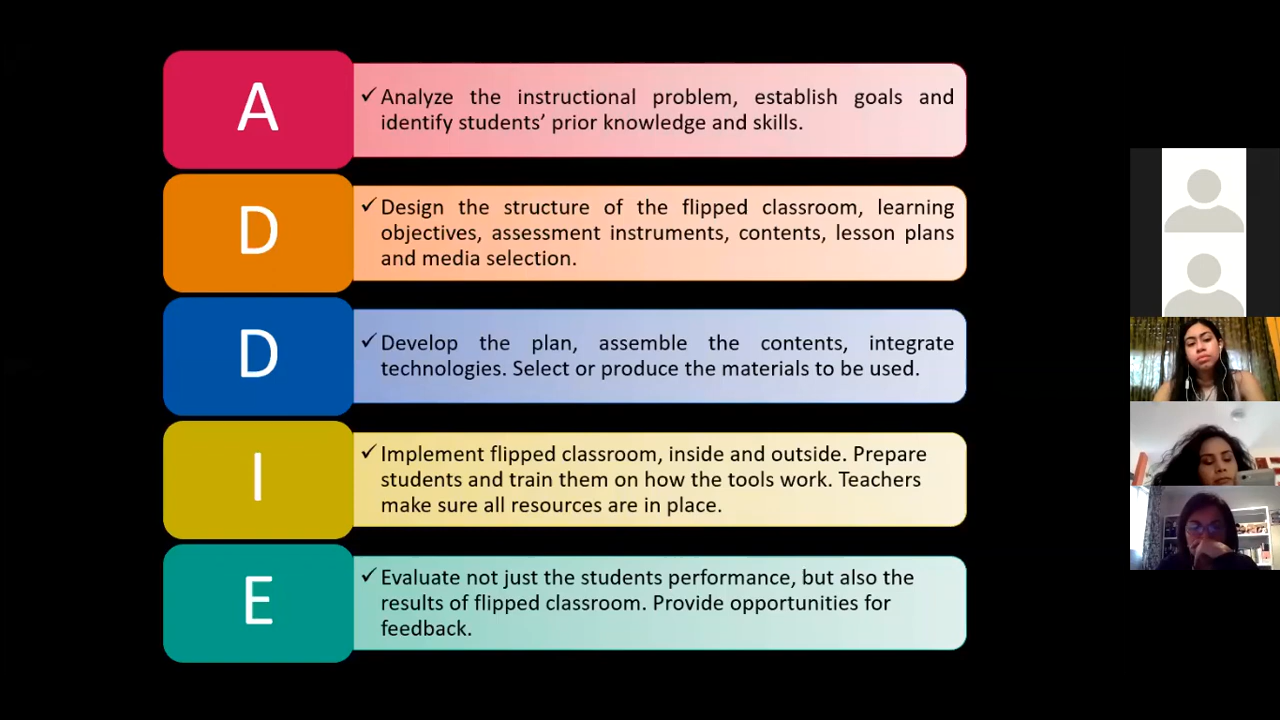 A
✓ Analyze the instructional problem, establish goals and
identify students’ prior knowledge and skills.
D
✓ Design the structure of the flipped classroom, learning
objectives, assessment instruments, contents, lesson plans
and media selection.
D
✓ Develop the plan, assemble the contents, integrate
technologies. Select or produce the materials to be used.
I
✓ Implement flipped classroom, inside and outside. Prepare
students and train them on how the tools work. Teachers
make sure all resources are in place.
E
✓ Evaluate not just the students performance, but also the
results of flipped classroom. Provide opportunities for
feedback.